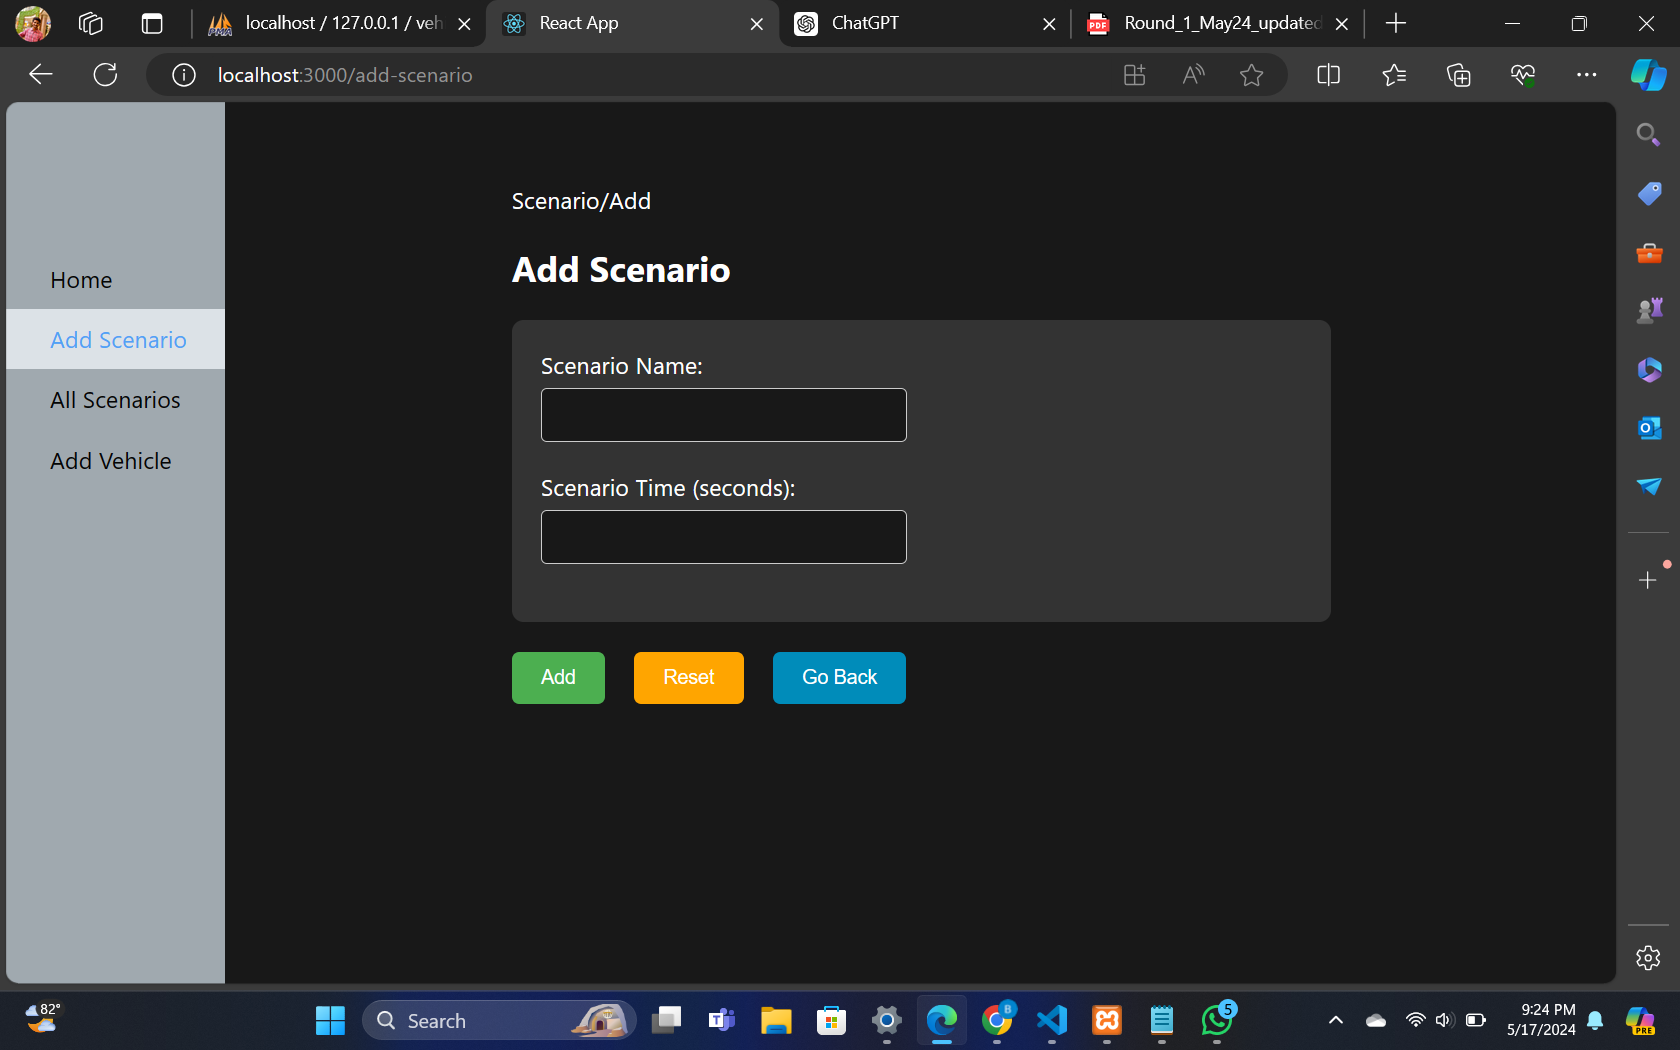 localhost / 127.0.0.1 / veh
React App
ChatGPT
Round_1_May24_updated
localhost:3000/add-scenario
Home
Add Scenario
All Scenarios
Add Vehicle
Scenario/Add
Add Scenario
Scenario Name:
Scenario Time (seconds):
Add
Reset
Go Back
82°
Search
5
9:24 PM
5/17/2024
PRE